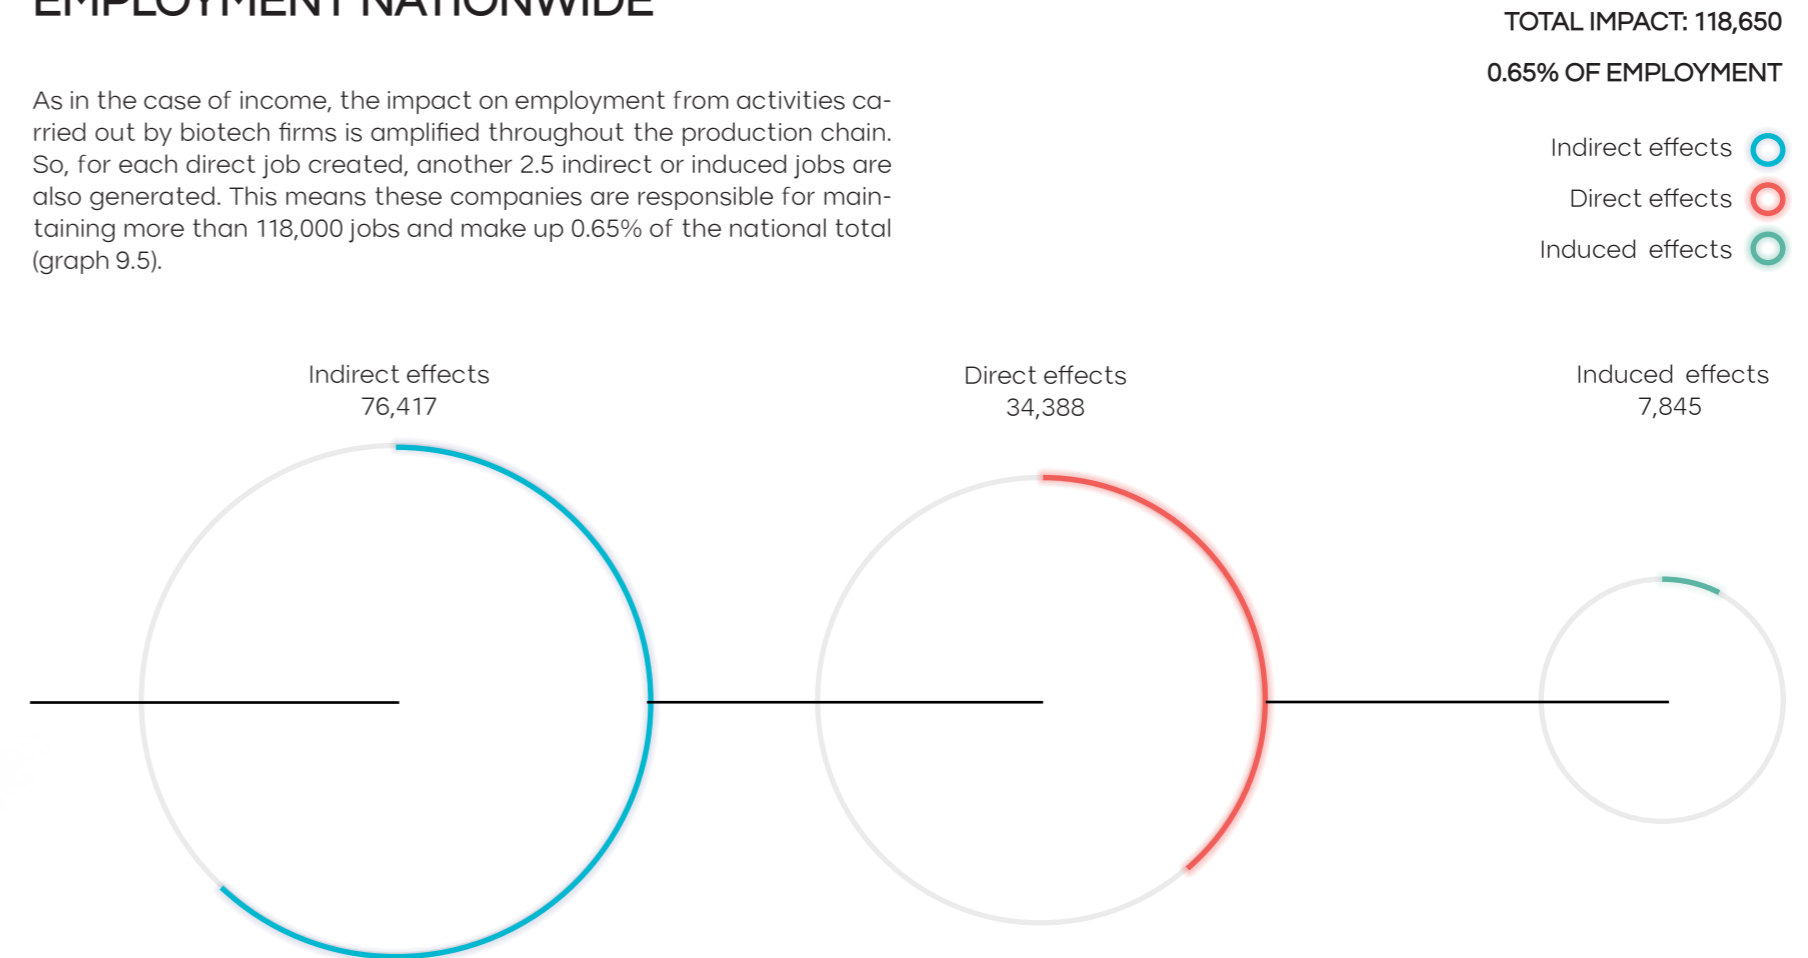 EMPLOYMENT NATIONWIDE
As in the case of income, the impact on employment from activities ca-
rried out by biotech firms is amplified throughout the production chain.
So, for each direct job created, another 2.5 indirect or induced jobs are
also generated. This means these companies are responsible for main-
taining more than 118,000 jobs and make up 0.65% of the national total
(graph 9.5).
TOTAL IMPACT: 118,650
0.65% OF EMPLOYMENT
Indirect effects
Direct effects
Induced effects
Indirect effects
76,417
Direct effects
34,388
Induced effects
7,845